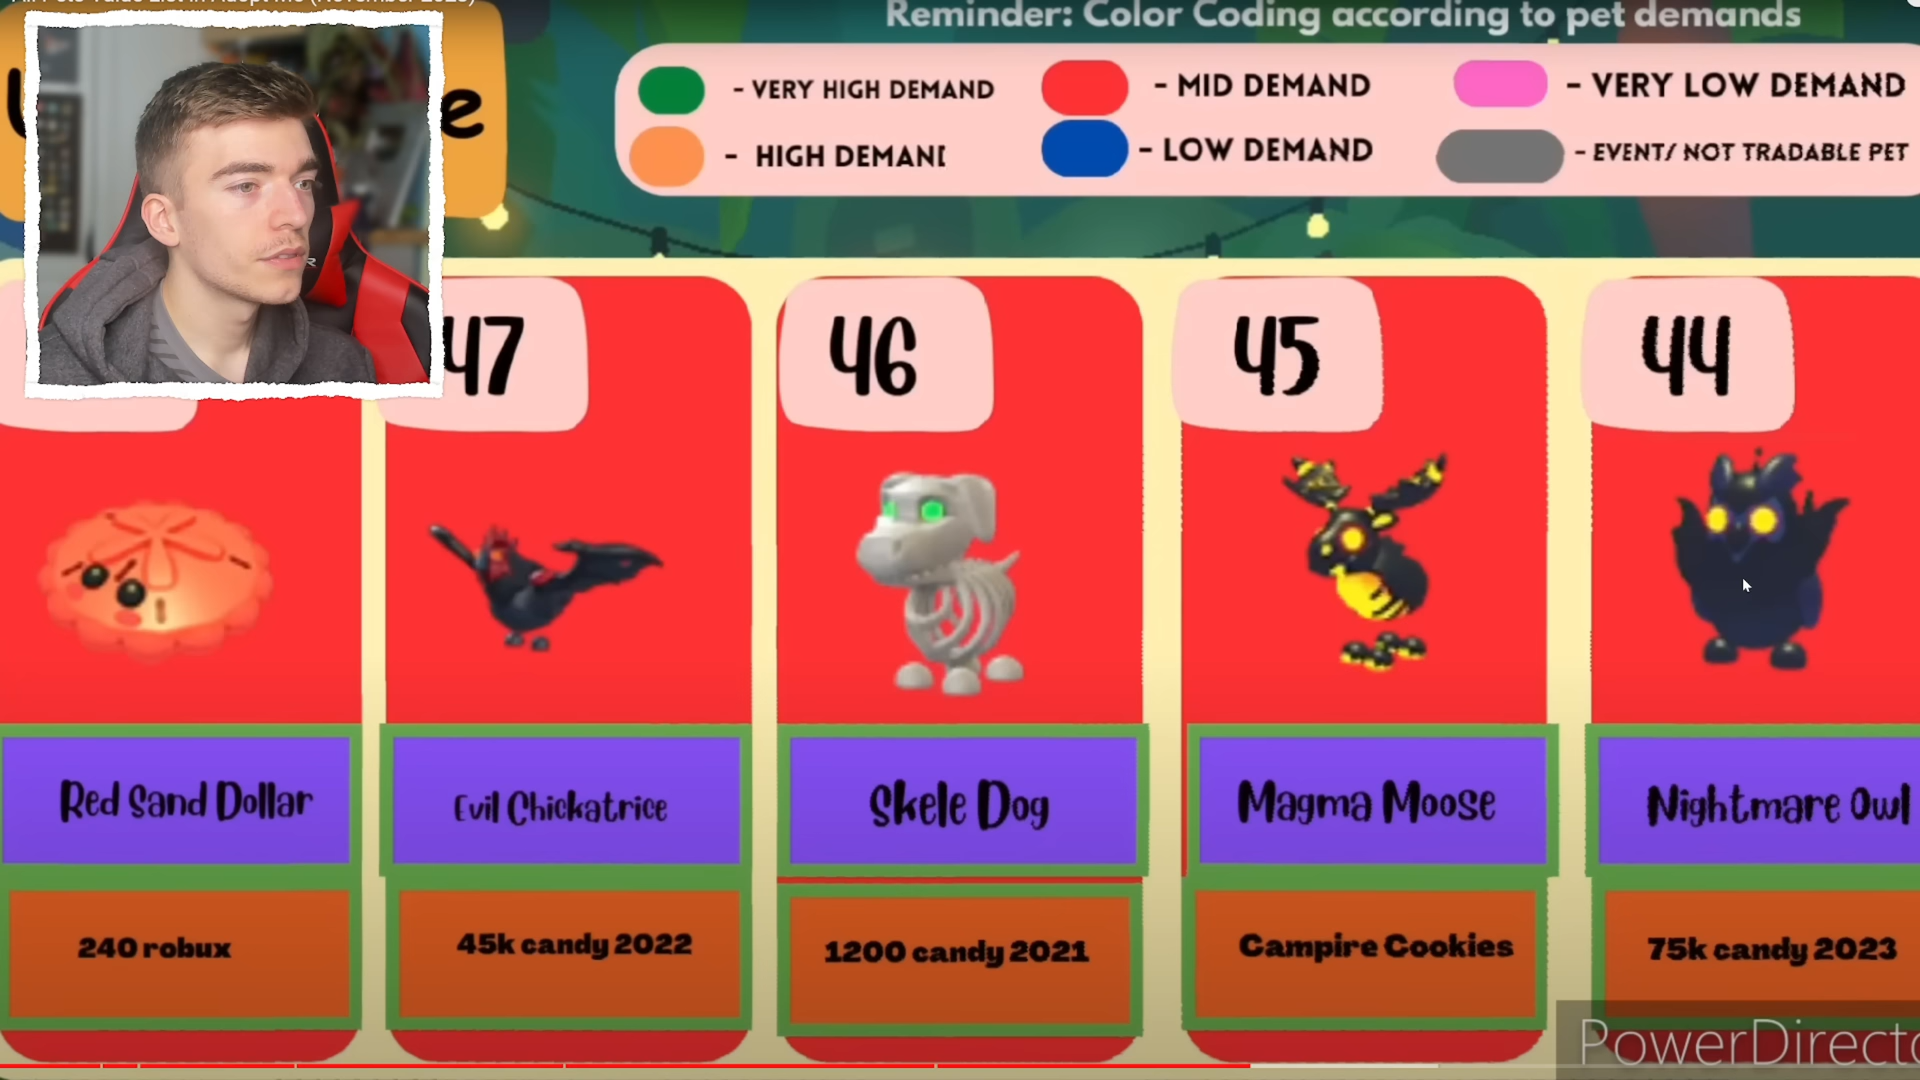 Reminder: Color Coding according to pet demands
- VERY HIGH DEMAND
- MID DEMAND
- VERY LOW DEMAND
- HIGH DEMAND
- LOW DEMAND
- EVENT/ NOT TRADABLE PET
e
47
46
45
44
Red Sand Dollar
Evil Chickatrice
Skele Dog
Magma Moose
Nightmare Owl
240 robux
45k candy 2022
1200 candy 2021
Campire Cookies
75k candy 2023
PowerDirecto